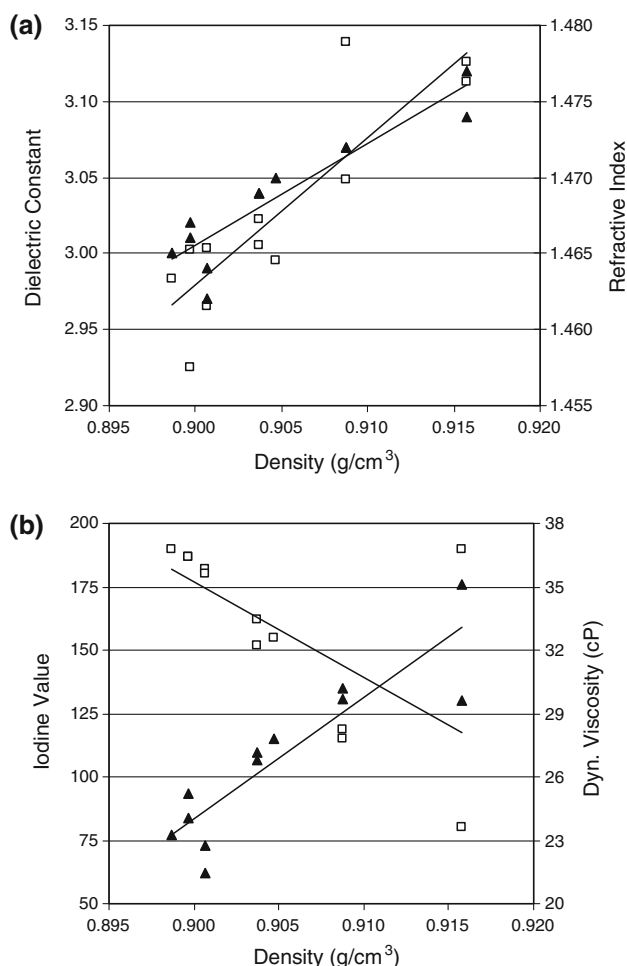 (a)
3.15
3.10
3.05
3.00
2.95
2.90
Dielectric Constant
1.480
1.475
1.470
1.465
1.460
1.455
Refractive Index
0.895 0.900 0.905 0.910 0.915 0.920
Density (g/cm³)
(b)
200
175
150
125
100
75
50
Iodine Value
38
35
32
29
26
23
20
Dyn. Viscosity (cP)
0.895 0.900 0.905 0.910 0.915 0.920
Density (g/cm³)